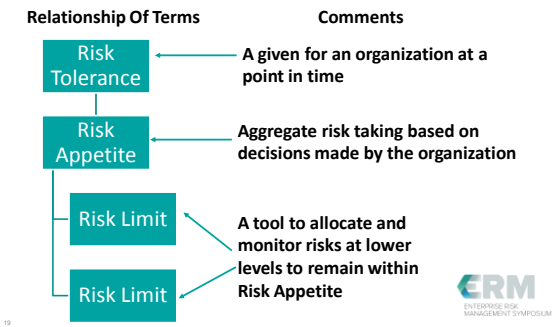 Relationship Of Terms
Comments
Risk
Tolerance
A given for an organization at a
point in time
Risk
Appetite
Aggregate risk taking based on
decisions made by the organization
Risk Limit
Risk Limit
A tool to allocate and
monitor risks at lower
levels to remain within
Risk Appetite
ERM
ENTERPRISE RISK
MANAGEMENT SYMPOSIUM
19